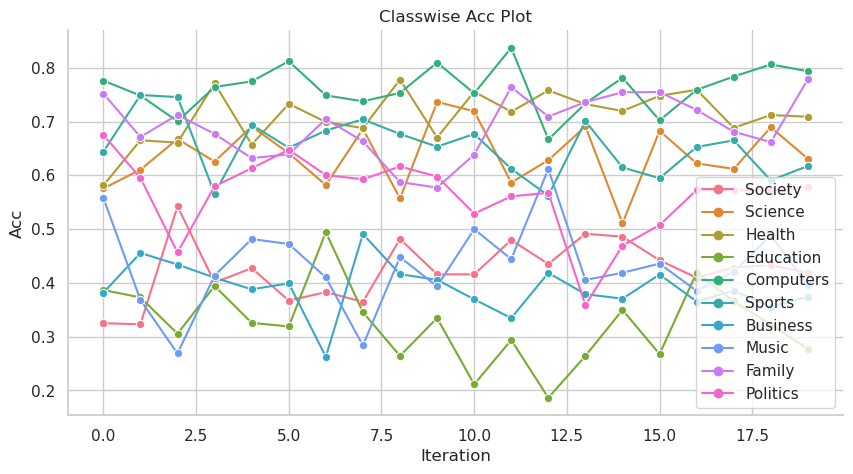 Classwise Acc Plot
Acc
0.8
0.7
0.6
0.5
0.4
0.3
0.2
Society
Science
Health
Education
Computers
Sports
Business
Music
Family
Politics
0.0 2.5 5.0 7.5 10.0 12.5 15.0 17.5
Iteration